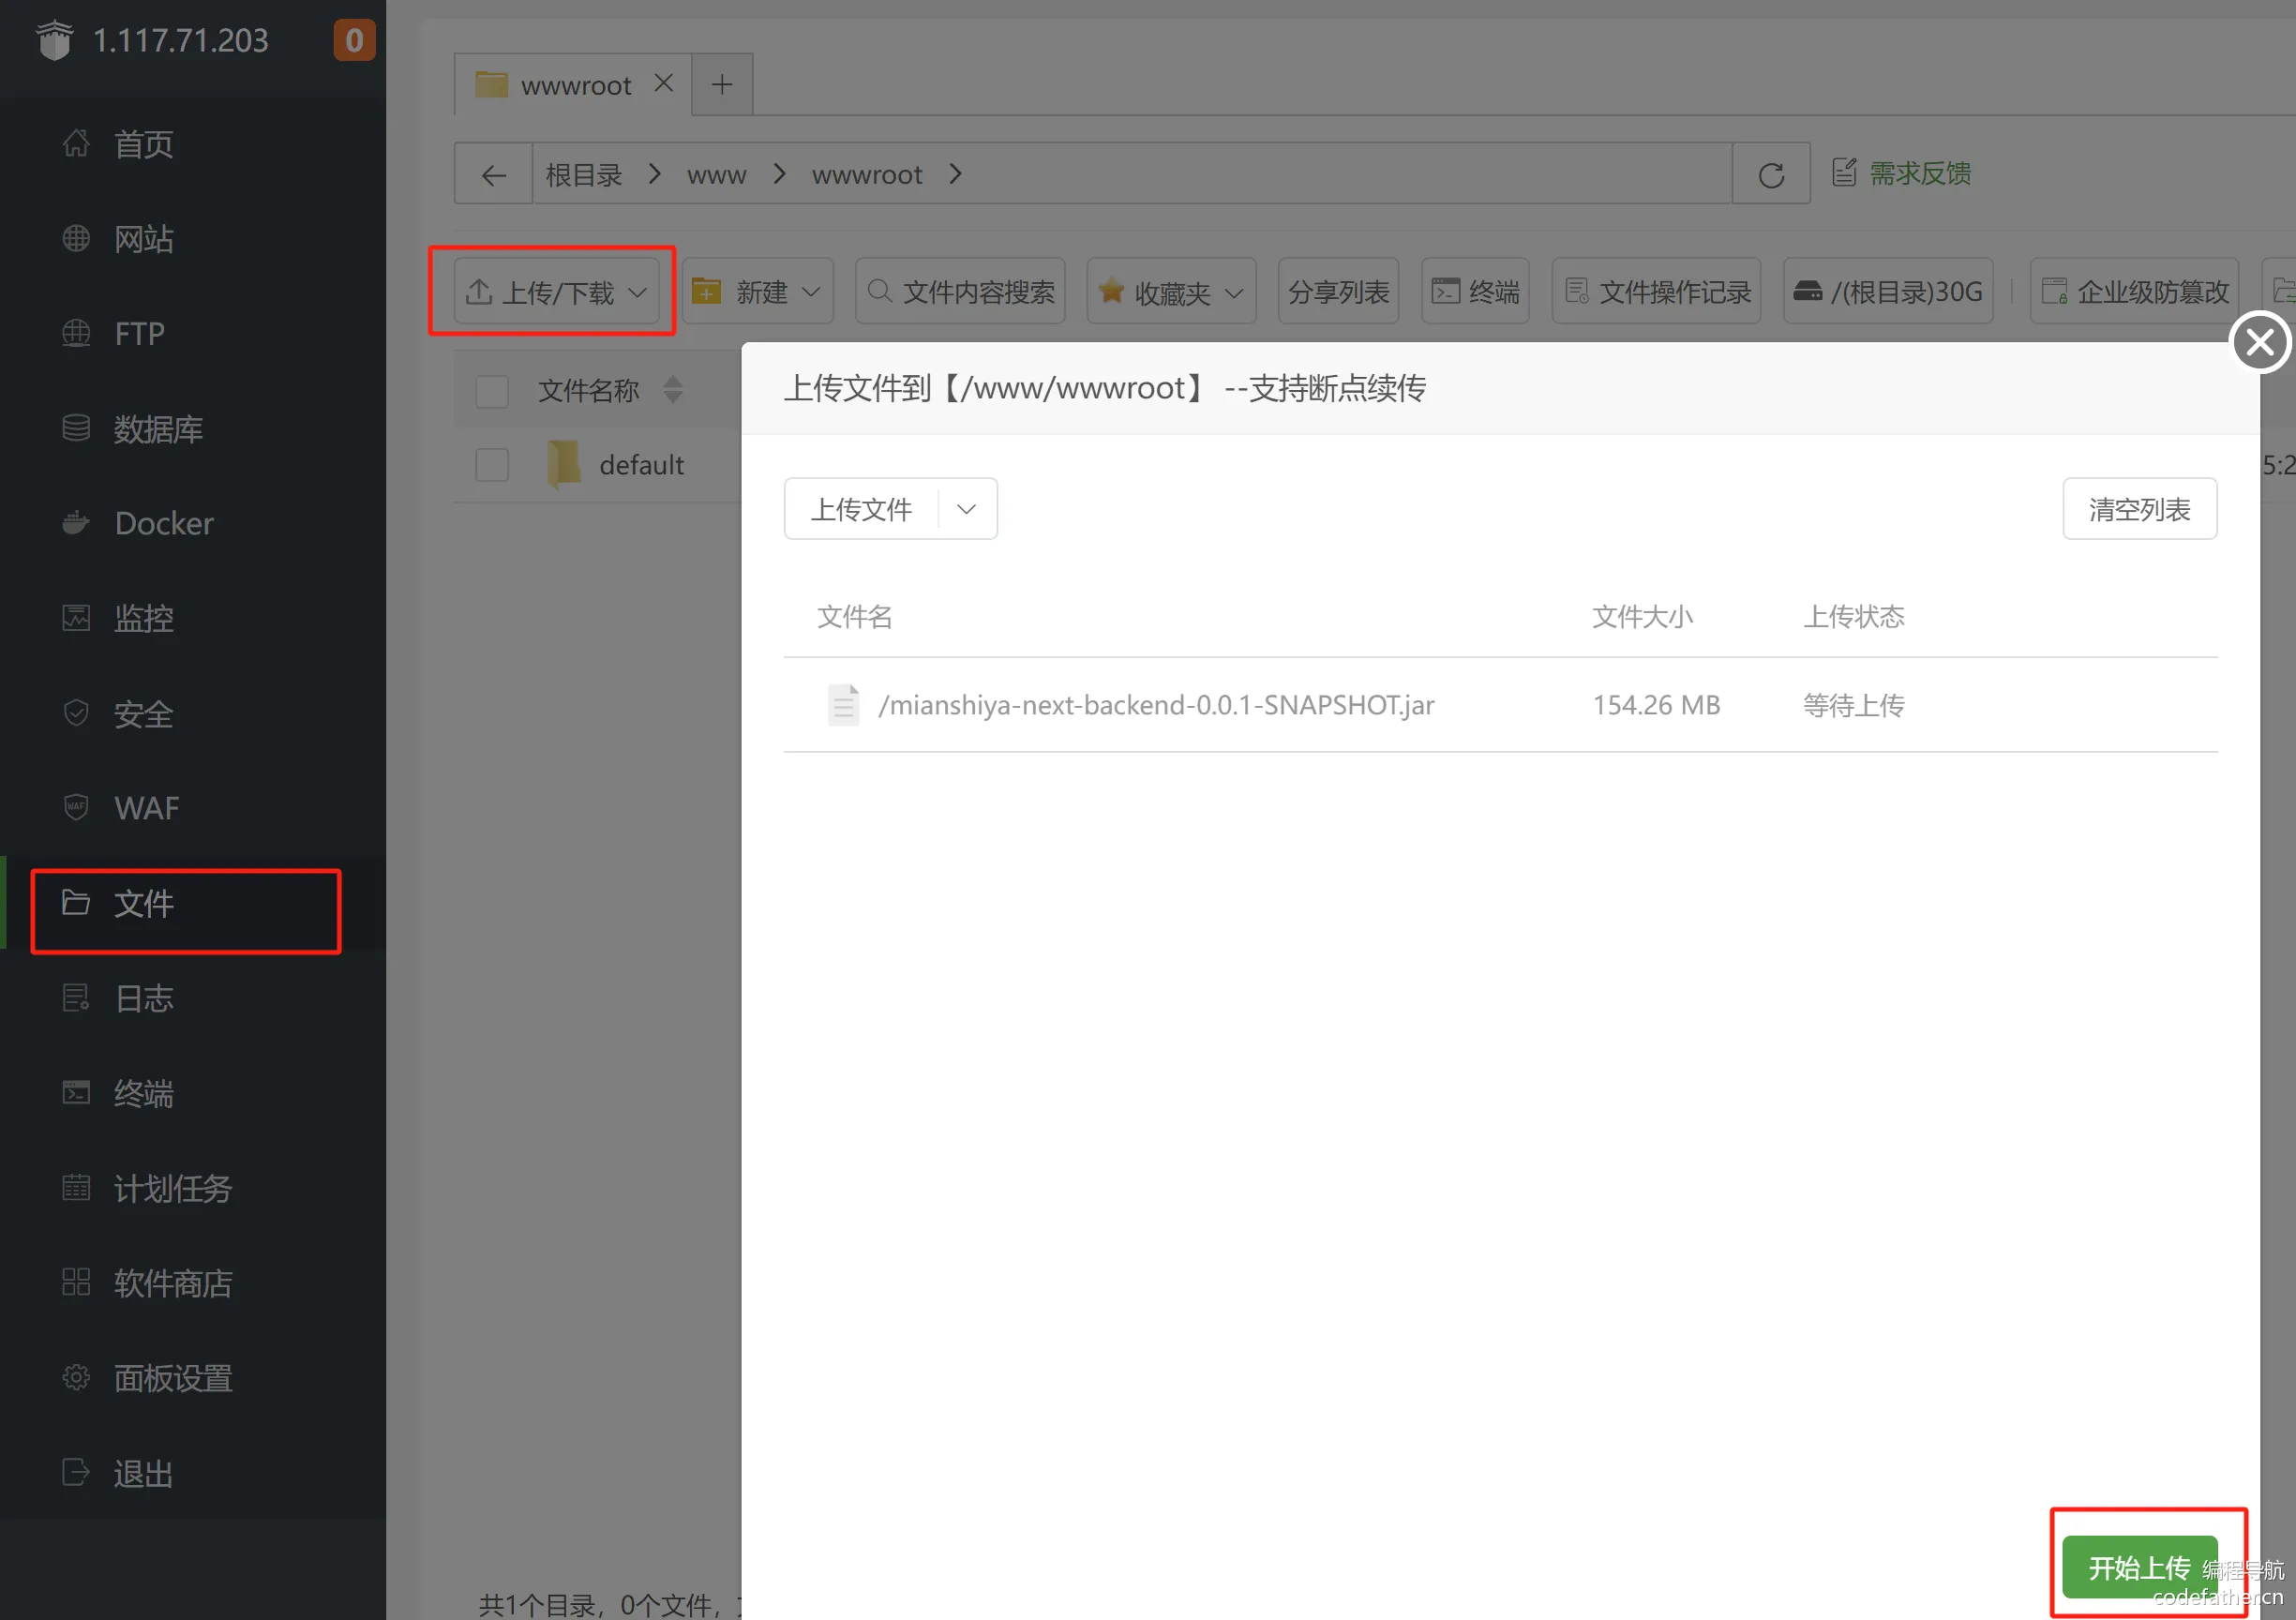 1.117.71.203
0
首页
网站
FTP
数据库
Docker
监控
安全
WAF
文件
日志
终端
计划任务
软件商店
面板设置
退出
wwwroot
根目录 > www > wwwroot >
需求反馈
上传/下载
新建
文件内容搜索
收藏夹
分享列表
终端
文件操作记录
/(根目录)30G
企业级防篡改
文件名称
default
5:2
上传文件到【/www/wwwroot】 --支持断点续传
上传文件
清空列表
文件名 文件大小 上传状态
/mianshiya-next-backend-0.0.1-SNAPSHOT.jar 154.26 MB 等待上传
共1个目录，0个文件，
开始上传
编程导航
codefather.cn